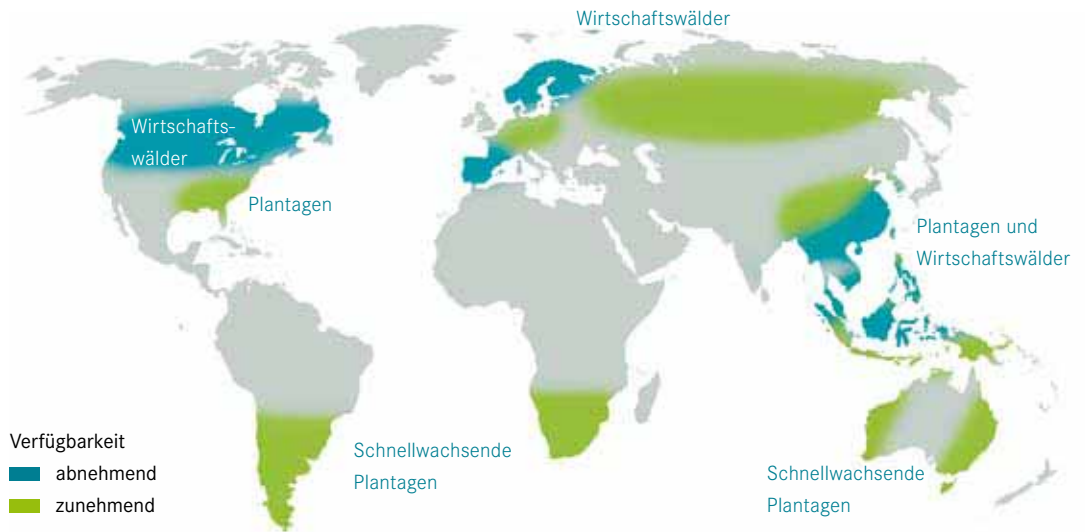 Wirtschaftswälder
Wirtschafts-
wälder
Plantagen
Plantagen und
Wirtschaftswälder
Verfügbarkeit
abnehmend
zunehmend
Schnellwachsende
Plantagen
Schnellwachsende
Plantagen